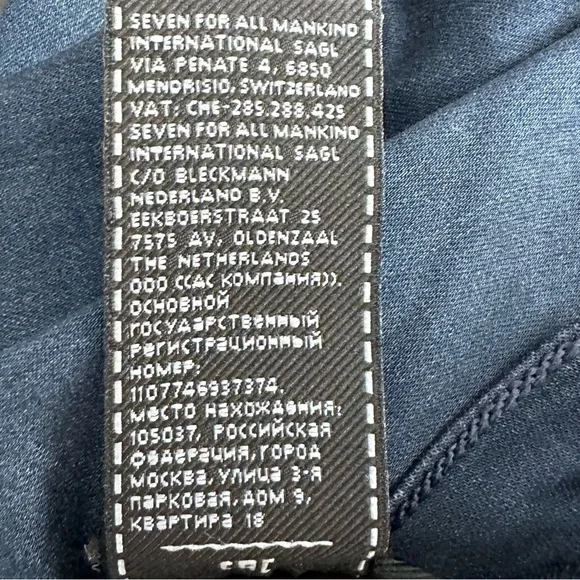 SEVEN FOR ALL MANKIND
INTERNATIONAL SAGL
VIA PENATE 4, 6850
MENDRISIO, SWITZERLAND
VAT: CHE-285.288.425
SEVEN FOR ALL MANKIND
INTERNATIONAL SAGL
C/O BLECKMANN
NEDERLAND B.V.
EEKBOERSTRAAT 25
7575 AV, OLDENZAAL
THE NETHERLANDS
ООО ((АС КОМПАНИЯ)).
ОСНОВНОЙ
ГОСУДАРСТВЕННЫЙ
РЕГИСТРАЦИОННЫЙ
НОМЕР:
1107746937374.
МЕСТО НАХОЖДЕНИЯ:
105037, РОССИЙСКАЯ
ФЕДЕРАЦИЯ, ГОРОД
МОСКВА, УЛИЦА 3-Я
ПАРКОВАЯ, ДОМ 9,
КВАРТИРА 18